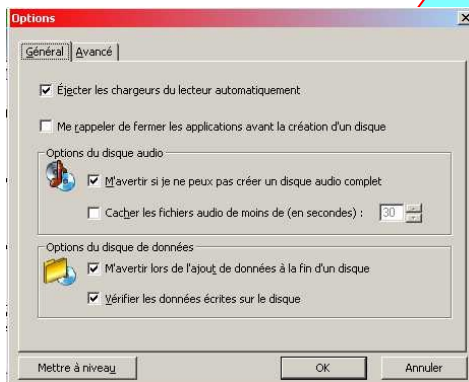 Options
Général
Avancé
Éjecter les chargeurs du lecteur automatiquement
Me rappeler de fermer les applications avant la création d'un disque
Options du disque audio
M'avertir si je ne peux pas créer un disque audio complet
Cacher les fichiers audio de moins de (en secondes) : 30
Options du disque de données
M'avertir lors de l'ajout de données à la fin d'un disque
Vérifier les données écrites sur le disque
Mettre à niveau OK Annuler